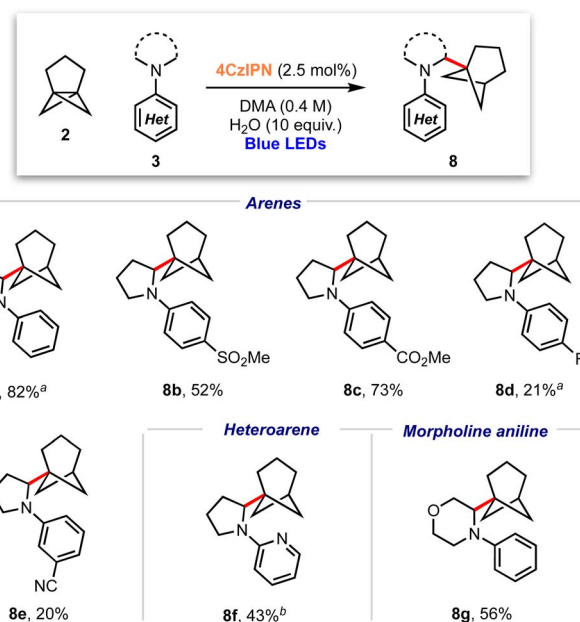 4CzIPN (2.5 mol%)
DMA (0.4 M)
H₂O (10 equiv.)
Blue LEDs
N
Het
N
Het
2
3
8
Arenes
N
N
N
N
SO₂Me
CO₂Me
F
, 82%ᵃ
8b, 52%
8c, 73%
8d, 21%ᵃ
Heteroarene
Morpholine aniline
N
NC
N
N
O
N
8e, 20%
8f, 43%ᵇ
8g, 56%